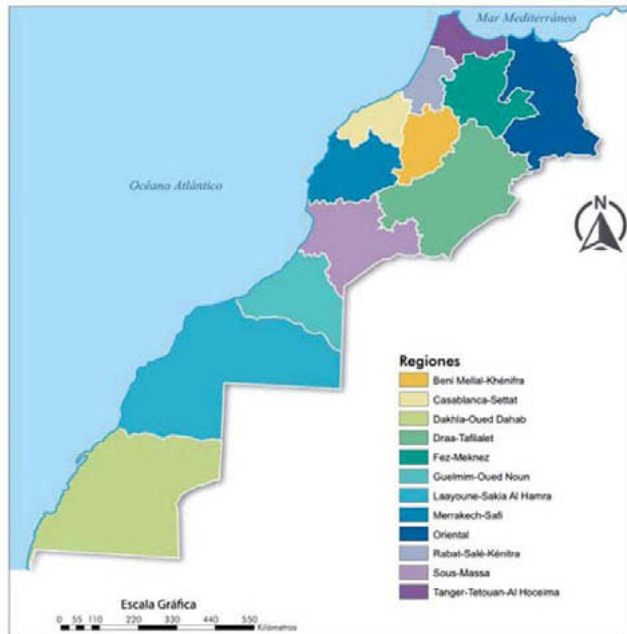 Mar Mediterráneo
Océano Atlántico
N
Regiones
Beni Mellal-Khénifra
Casablanca-Settat
Dakhla-Oued Dahab
Draa-Tafilalet
Fez-Meknez
Guelmim-Oued Noun
Laayoune-Sakia Al Hamra
Merrakech-Safi
Oriental
Rabat-Salé-Kénitra
Sous-Massa
Tanger-Tetouan-Al Hoceima
Escala Gráfica
0 55 110 220 330 440 550
Kilómetros